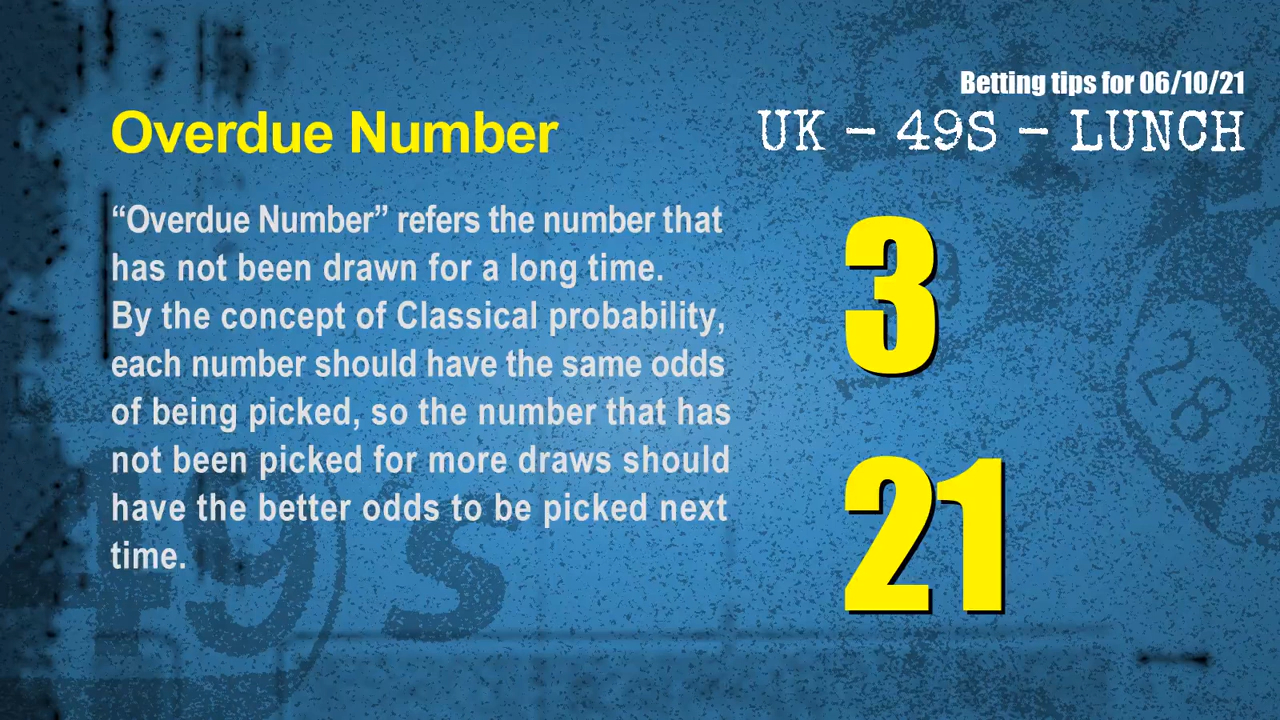 Betting tips for 06/10/21
UK - 49S - LUNCH
Overdue Number
“Overdue Number” refers the number that
has not been drawn for a long time.
By the concept of Classical probability,
each number should have the same odds
of being picked, so the number that has
not been picked for more draws should
have the better odds to be picked next
time.
3
21
28
49s